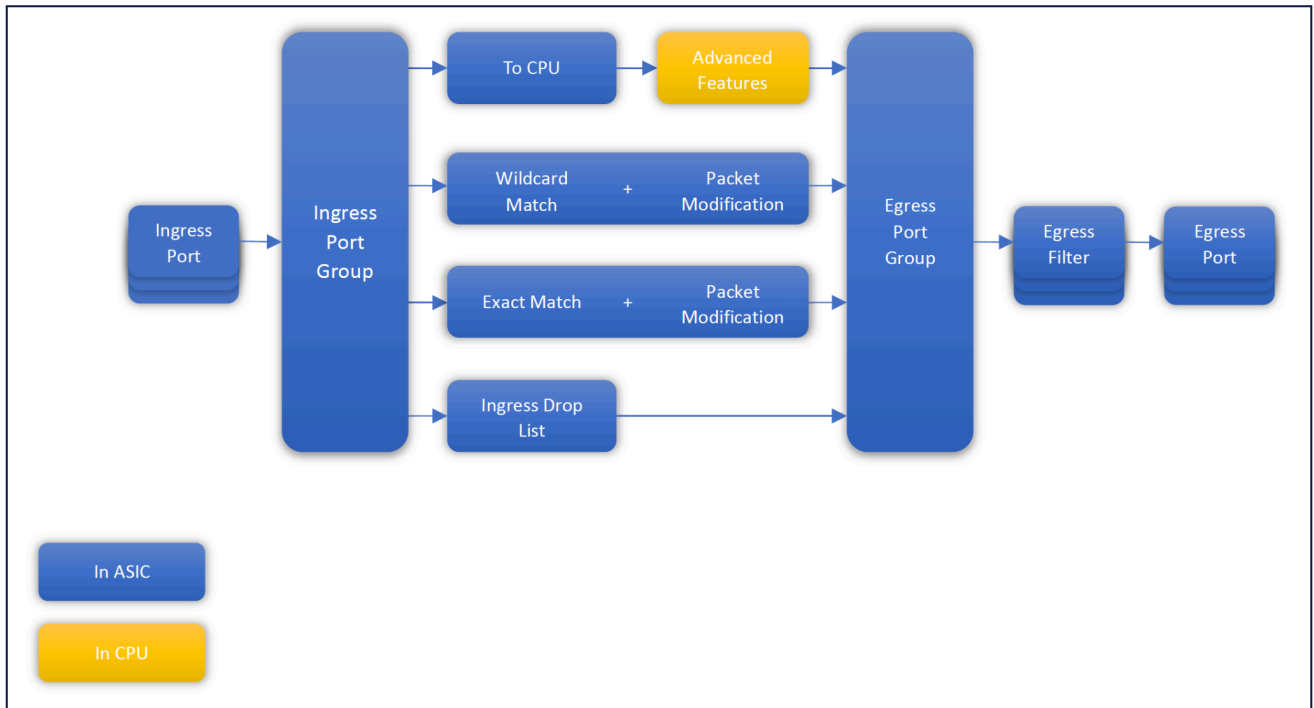 To CPU
Advanced
Features
Wildcard
Match
+
Packet
Modification
Ingress
Port
Ingress
Port
Group
Egress
Port
Group
Egress
Filter
Egress
Port
Exact Match
+
Packet
Modification
Ingress Drop
List
In ASIC
In CPU